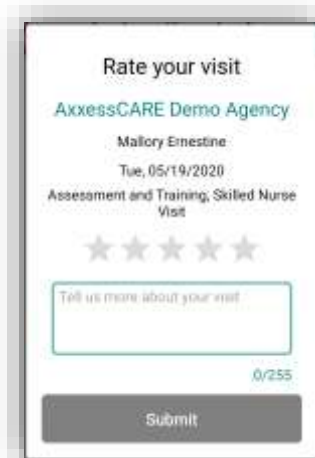 Rate your visit
AxxessCARE Demo Agency
Mallory Ernestine
Tue, 05/19/2020
Assessment and Training, Skilled Nurse
Visit
Tell us more about your visit
0/255
Submit